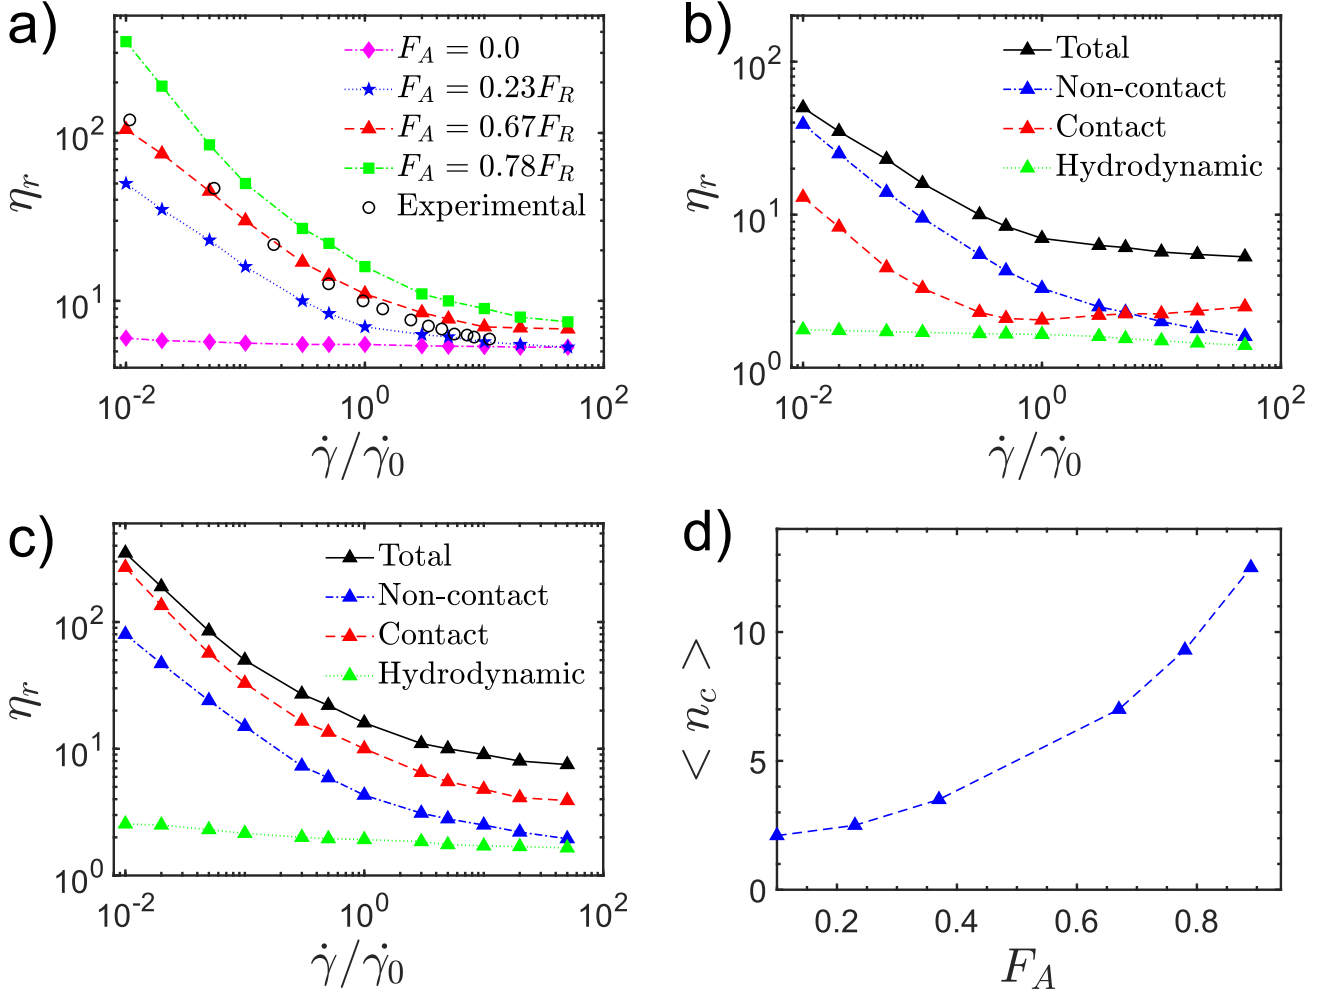 a)
η_r
10^2
10^1
F_A = 0.0
F_A = 0.23F_R
F_A = 0.67F_R
F_A = 0.78F_R
Experimental
10^-2
10^0
10^2
γ̇/γ̇_0
b)
η_r
10^2
10^1
10^0
Total
Non-contact
Contact
Hydrodynamic
10^-2
10^0
10^2
γ̇/γ̇_0
c)
η_r
10^2
10^1
10^0
Total
Non-contact
Contact
Hydrodynamic
10^-2
10^0
10^2
γ̇/γ̇_0
d)
< n_c >
10
5
0
0.2
0.4
0.6
0.8
F_A